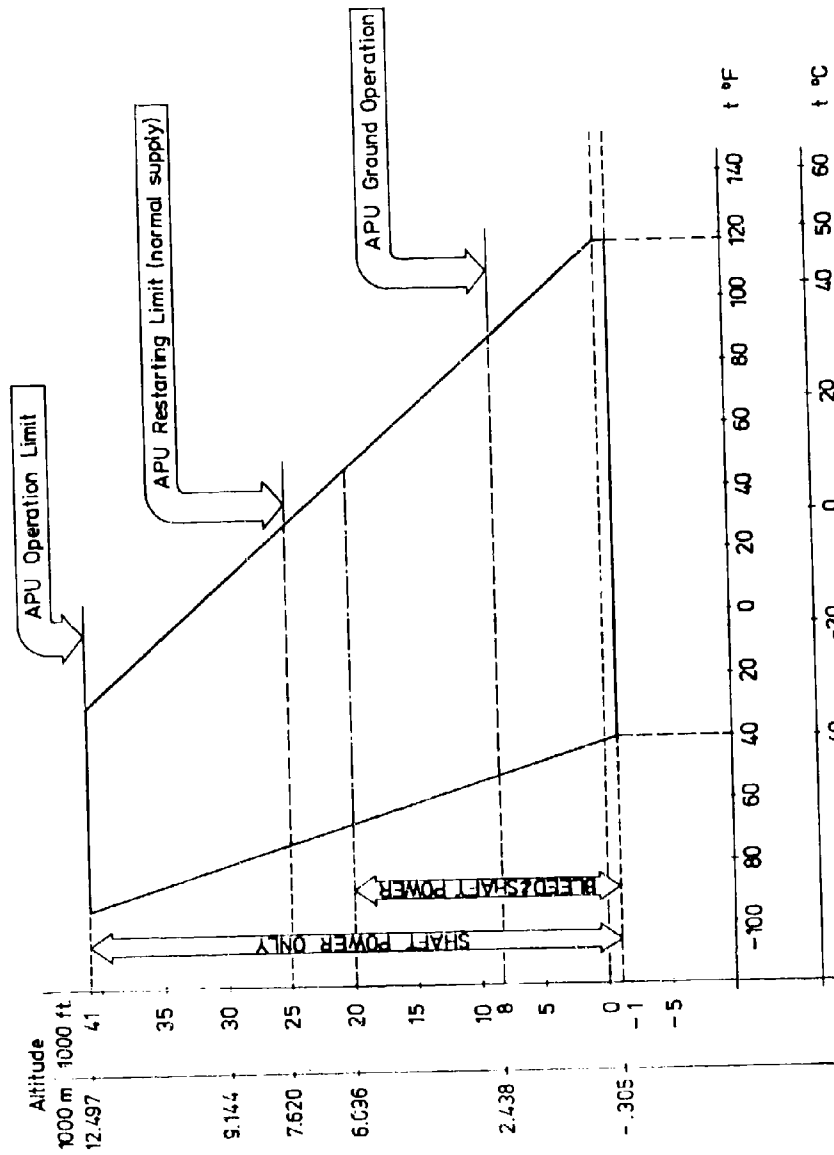 APU Operation Limit
APU Restarting Limit (normal supply)
APU Ground Operation
SHAFT POWER ONLY
BLEED&SHAFT POWER
Altitude
1000 m 1000 ft.
12.497 41
35
9.144 30
7.620 25
6.096 20
15
10
2.438 8
5
0
-.305 -1
-5
-100 80 60 40 20 0 20 40 60 80 100 120 140 t °F
-20 0 20 40 50 60 t °C